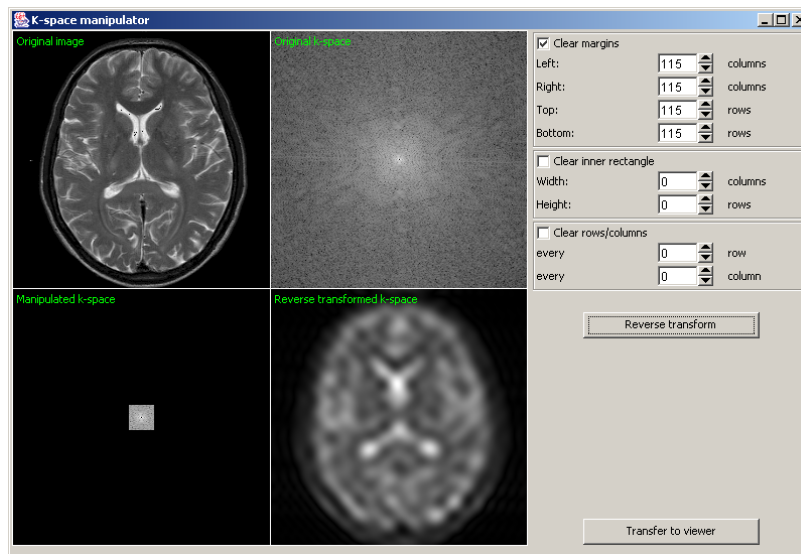 K-space manipulator
Original image
Original k-space
Clear margins
Left: 115 columns
Right: 115 columns
Top: 115 rows
Bottom: 115 rows
Clear inner rectangle
Width: 0 columns
Height: 0 rows
Clear rows/columns
every 0 row
every 0 column
Manipulated k-space
Reverse transformed k-space
Reverse transform
Transfer to viewer